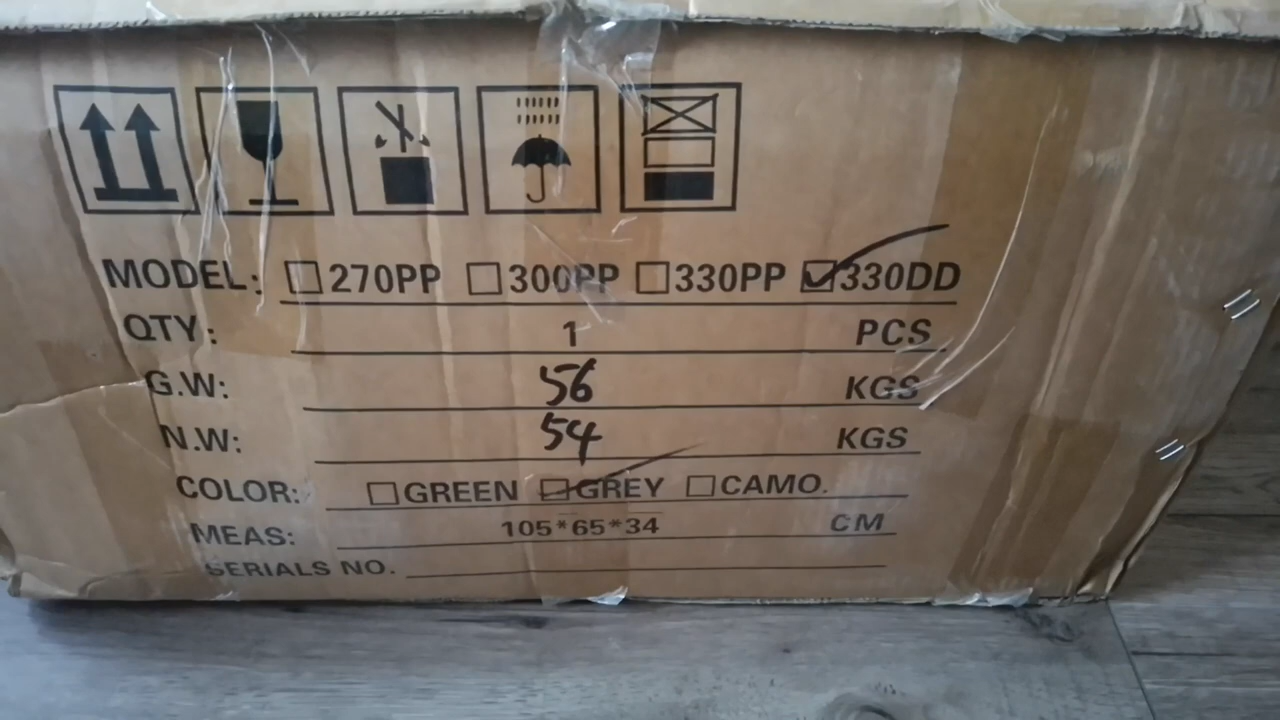 MODEL: ☐270PP ☐300PP ☐330PP ☑330DD
QTY: 1 PCS
G.W: 56 KGS
N.W: 54 KGS
COLOR: ☐GREEN ☑GREY ☐CAMO.
MEAS: 105*65*34 CM
SERIALS NO.